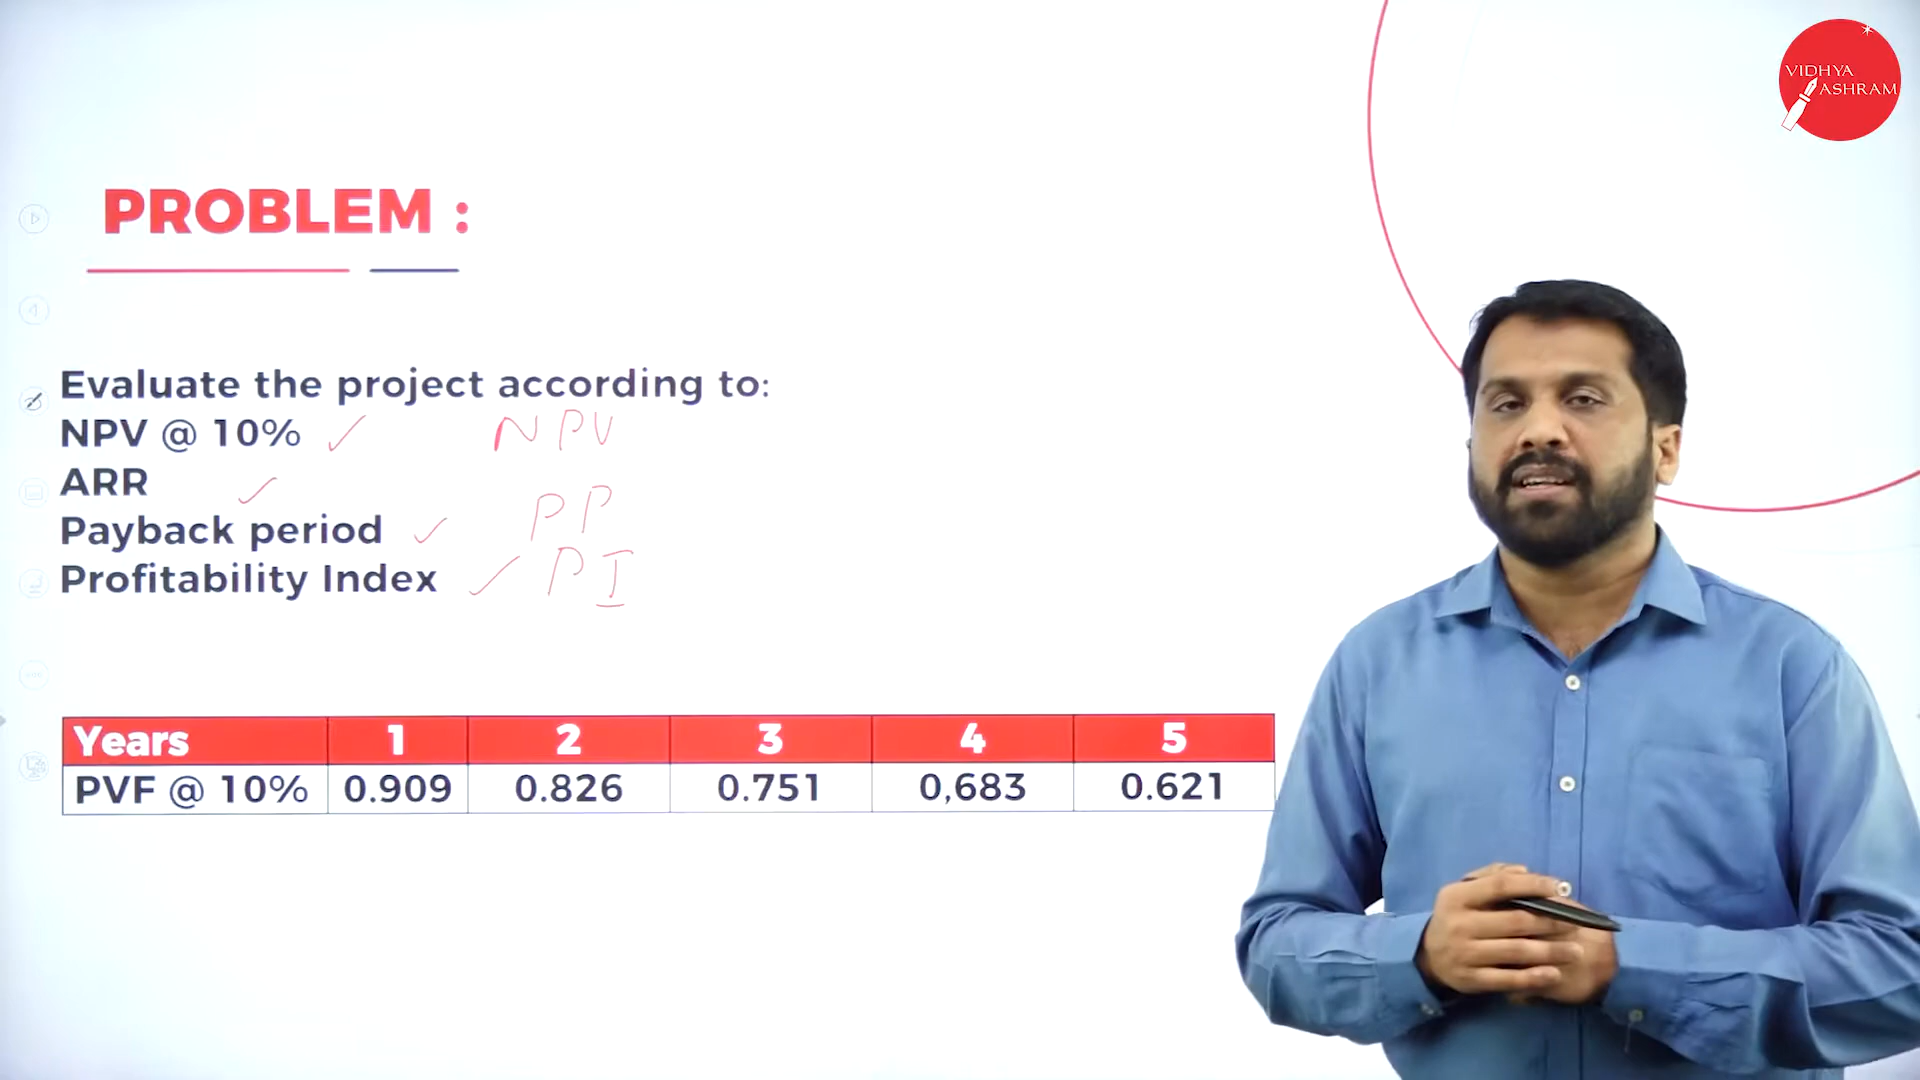 VIDHYA
ASHRAM
PROBLEM :
Evaluate the project according to:
NPV @ 10% NPV
ARR
Payback period PP
Profitability Index PI
Years 1 2 3 4 5
PVF @ 10% 0.909 0.826 0.751 0,683 0.621